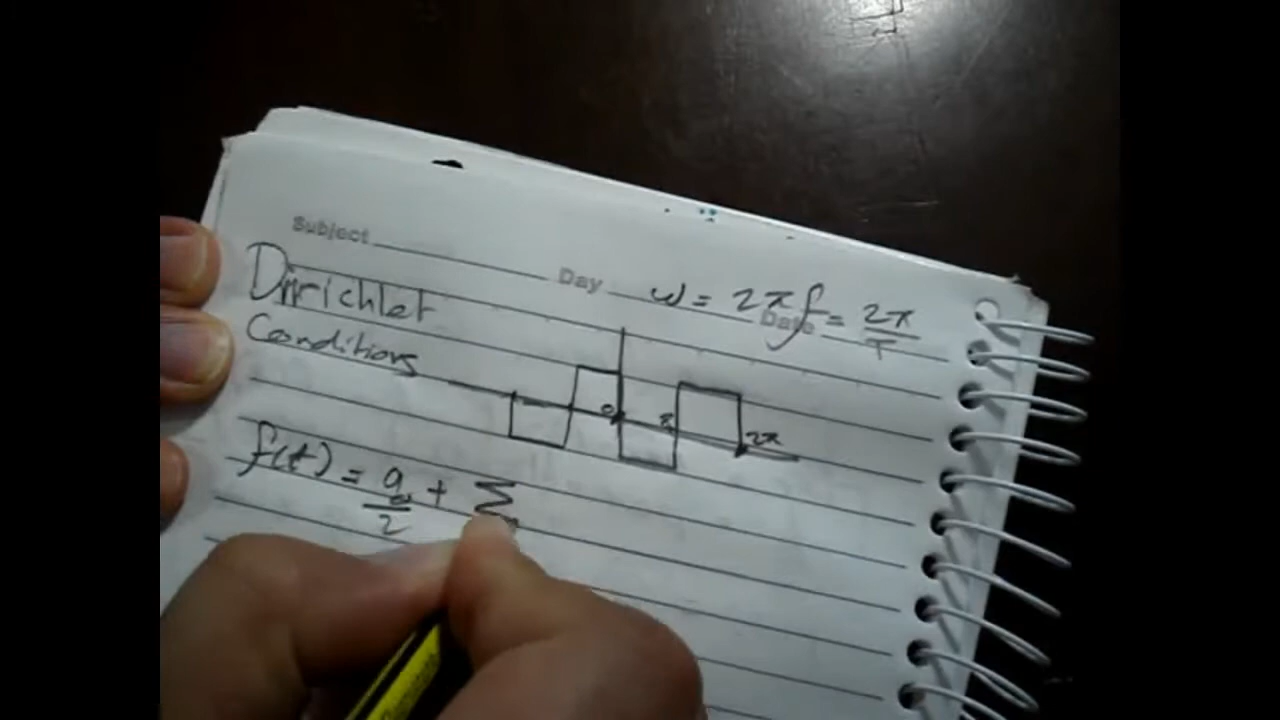 Subject
Day
Date
ω = 2πf = 2π/T
Dirichlet
Conditions
0 π 2π
f(t) = a₀/2 + Σ